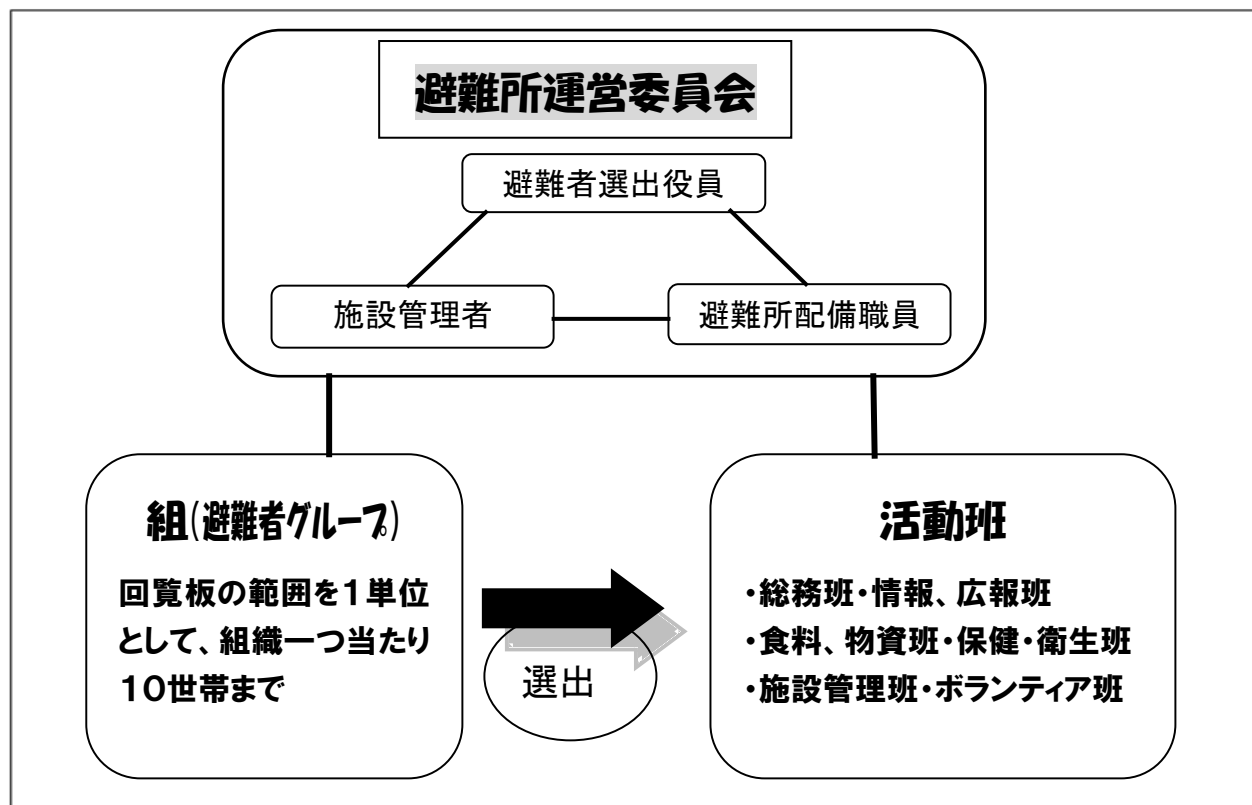 避難所運営委員会
避難者選出役員
施設管理者
避難所配備職員
組(避難者グループ)
回覧板の範囲を1単位
として、組織一つ当たり
10世帯まで
選出
活動班
・総務班・情報、広報班
・食料、物資班・保健・衛生班
・施設管理班・ボランティア班